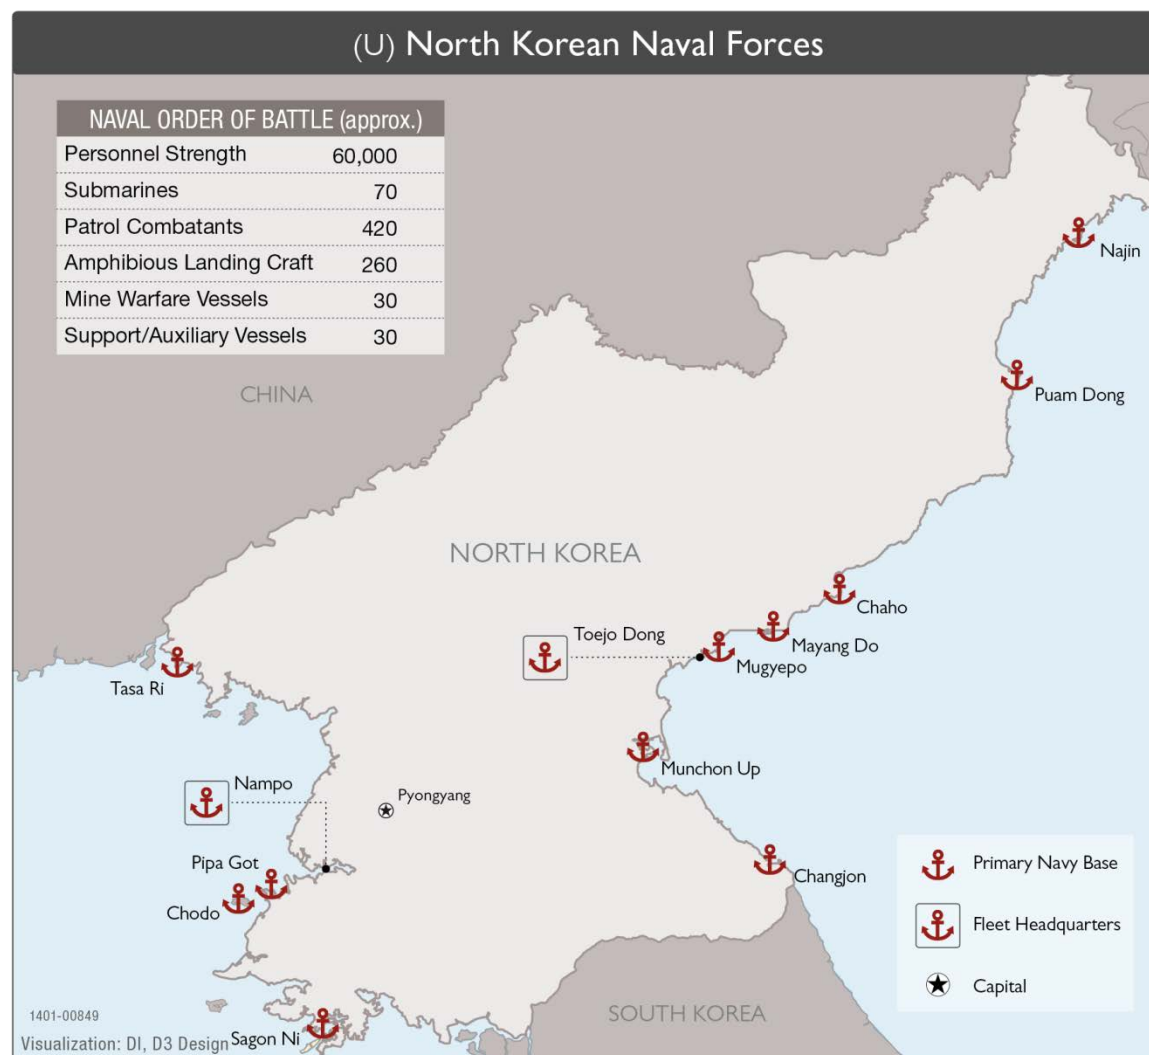 (U) North Korean Naval Forces
NAVAL ORDER OF BATTLE (approx.)
Personnel Strength 60,000
Submarines 70
Patrol Combatants 420
Amphibious Landing Craft 260
Mine Warfare Vessels 30
Support/Auxiliary Vessels 30
Najin
CHINA
Puam Dong
NORTH KOREA
Chaho
Toejo Dong
Mayang Do
Mugyepo
Tasa Ri
Munchon Up
Nampo
Pyongyang
Pipa Got
Changjon
Chodo
Primary Navy Base
Fleet Headquarters
Capital
SOUTH KOREA
1401-00849
Sagon Ni
Visualization: DI, D3 Design